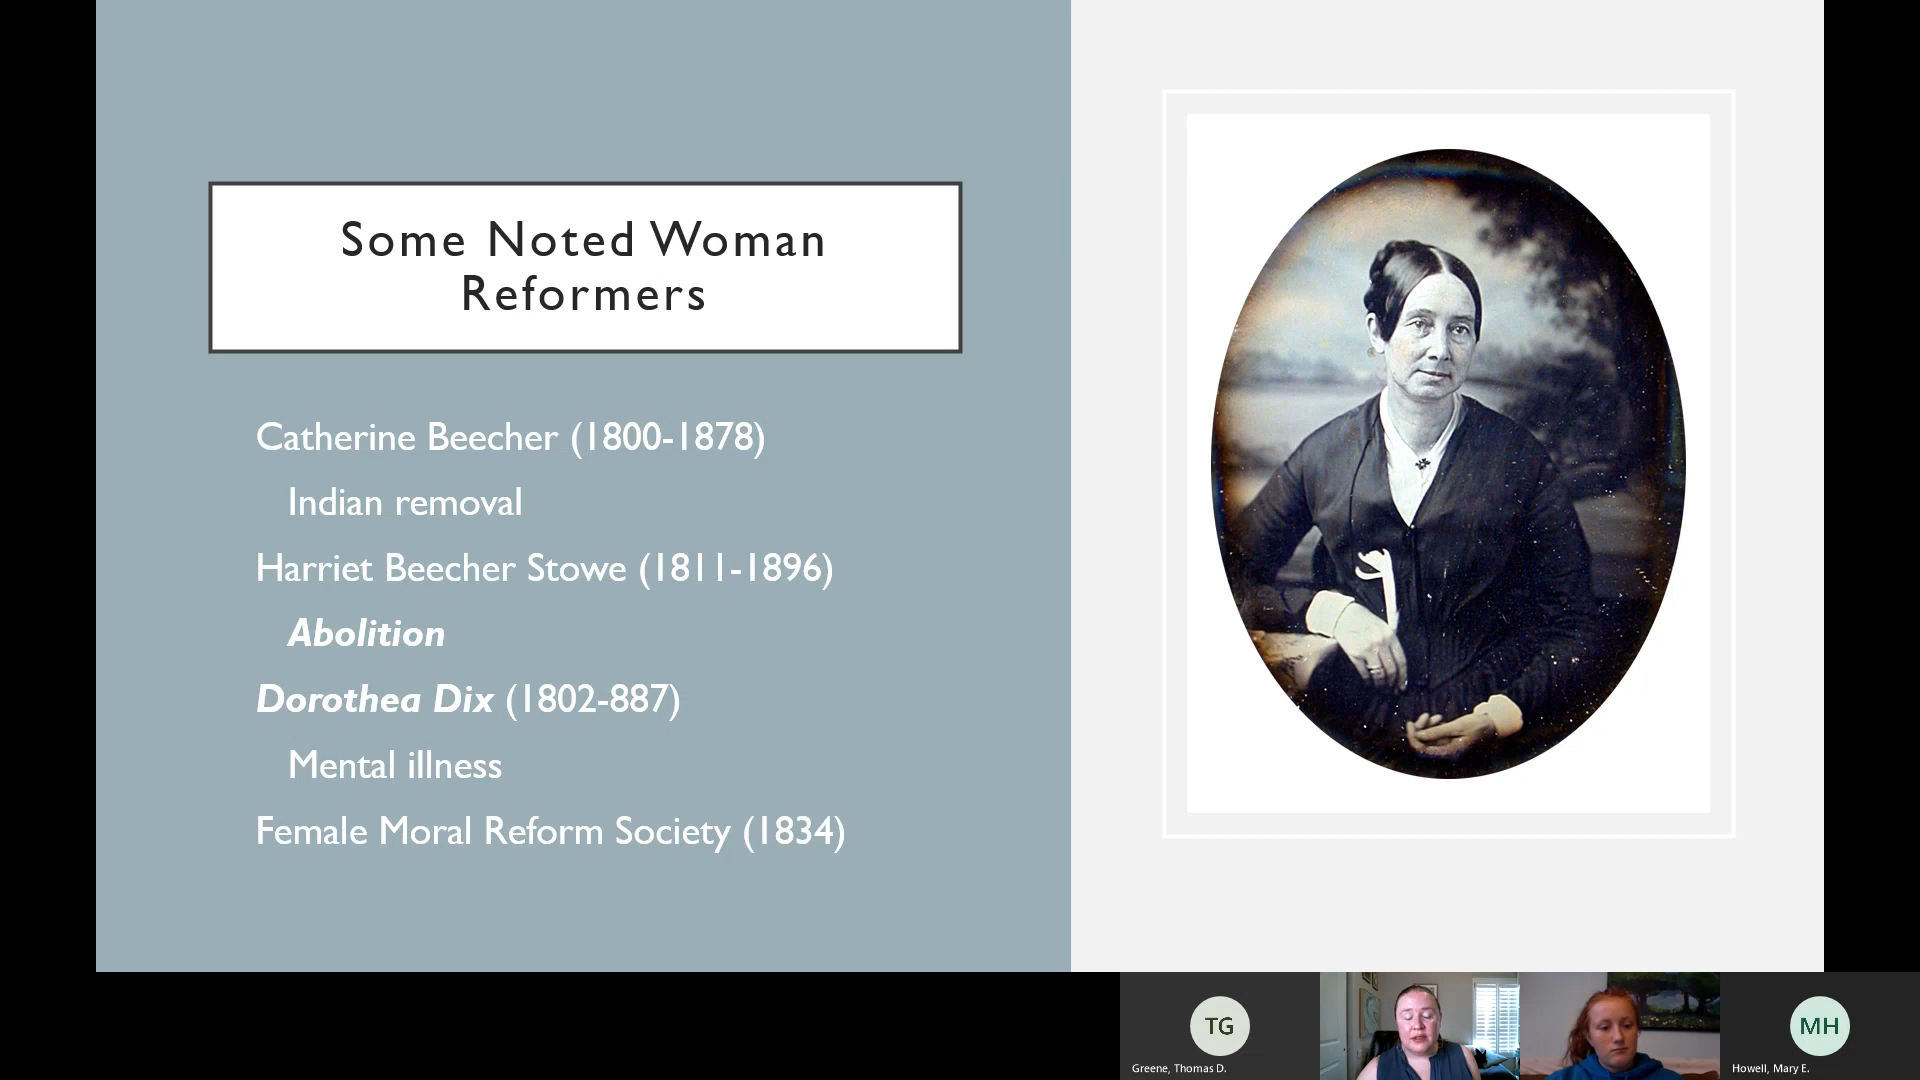 Some Noted Woman
Reformers
Catherine Beecher (1800-1878)
Indian removal
Harriet Beecher Stowe (1811-1896)
Abolition
Dorothea Dix (1802-887)
Mental illness
Female Moral Reform Society (1834)
TG
Greene, Thomas D.
MH
Howell, Mary E.